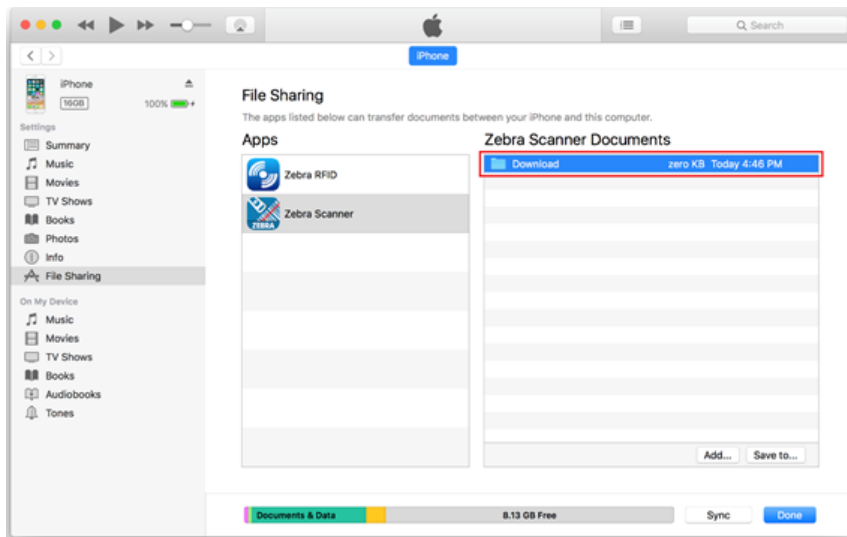 Search
iPhone
iPhone
16GB 100%
Settings
Summary
Music
Movies
TV Shows
Books
Photos
Info
File Sharing
On My Device
Music
Movies
TV Shows
Books
Audiobooks
Tones
File Sharing
The apps listed below can transfer documents between your iPhone and this computer.
Apps
Zebra RFID
ZEBRA
Zebra Scanner
Zebra Scanner Documents
Download zero KB Today 4:46 PM
Add... Save to...
Documents & Data 8.13 GB Free Sync Done